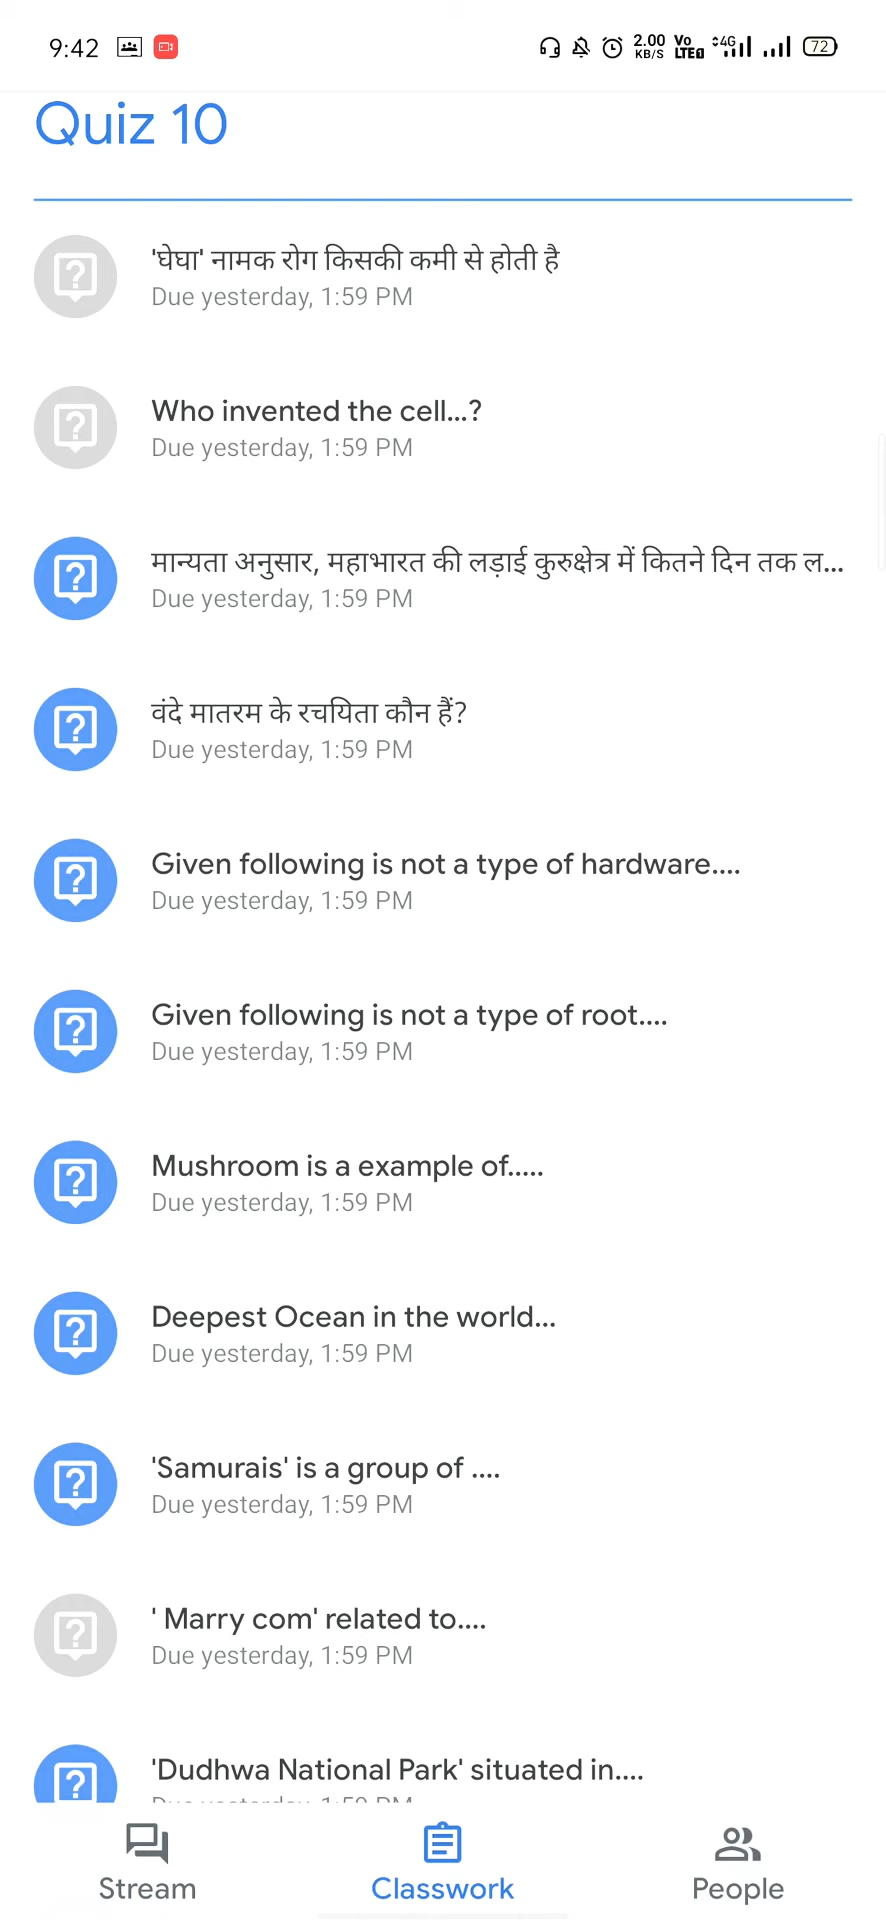 9:42
2.00 KB/S
Vo LTE
4G
72
Quiz 10
'घेघा' नामक रोग किसकी कमी से होती है
Due yesterday, 1:59 PM
Who invented the cell...?
Due yesterday, 1:59 PM
मान्यता अनुसार, महाभारत की लड़ाई कुरुक्षेत्र में कितने दिन तक ल...
Due yesterday, 1:59 PM
वंदे मातरम के रचयिता कौन हैं?
Due yesterday, 1:59 PM
Given following is not a type of hardware....
Due yesterday, 1:59 PM
Given following is not a type of root....
Due yesterday, 1:59 PM
Mushroom is a example of.....
Due yesterday, 1:59 PM
Deepest Ocean in the world...
Due yesterday, 1:59 PM
'Samurais' is a group of ....
Due yesterday, 1:59 PM
' Marry com' related to....
Due yesterday, 1:59 PM
'Dudhwa National Park' situated in....
Stream
Classwork
People